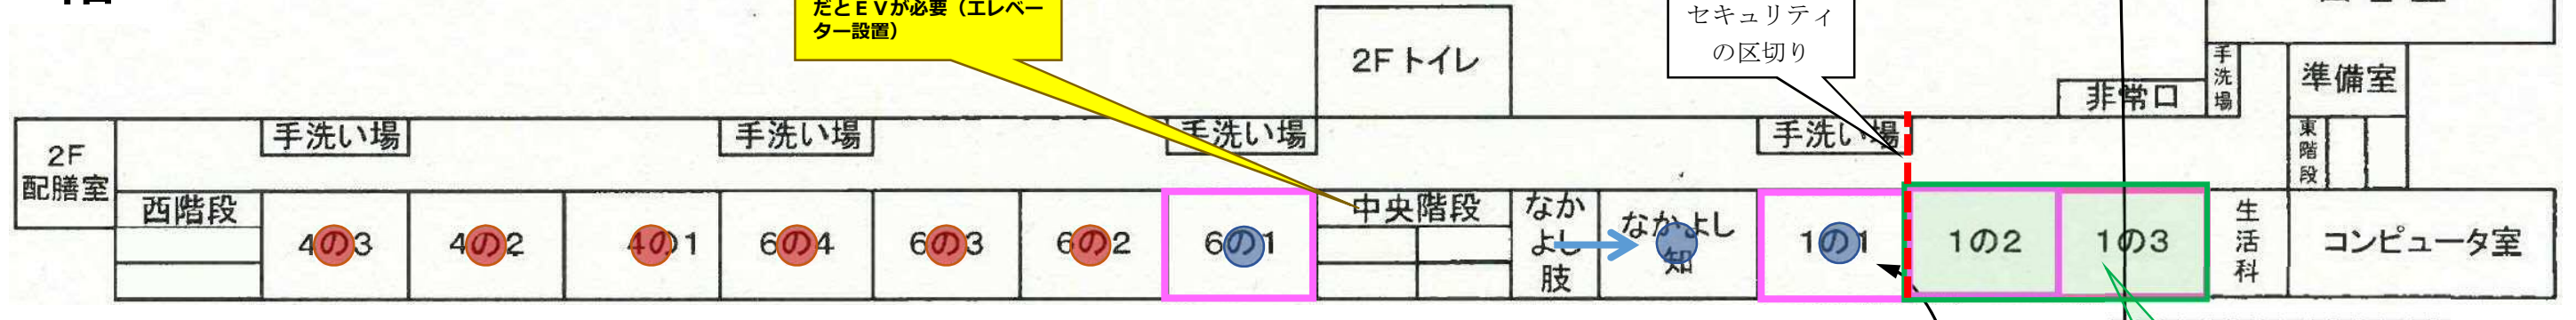 だとＥＶが必要（エレベー
ター設置）
セキュリティ
の区切り
2F トイレ
手洗場
準備室
非常口
手洗い場
手洗い場
手洗い場
手洗い場
東階段
2F
配膳室
西階段
4の3
4の2
4の1
6の4
6の3
6の2
6の1
中央階段
なか
よし
肢
なかよし
知
1の1
1の2
1の3
生活科
コンピュータ室